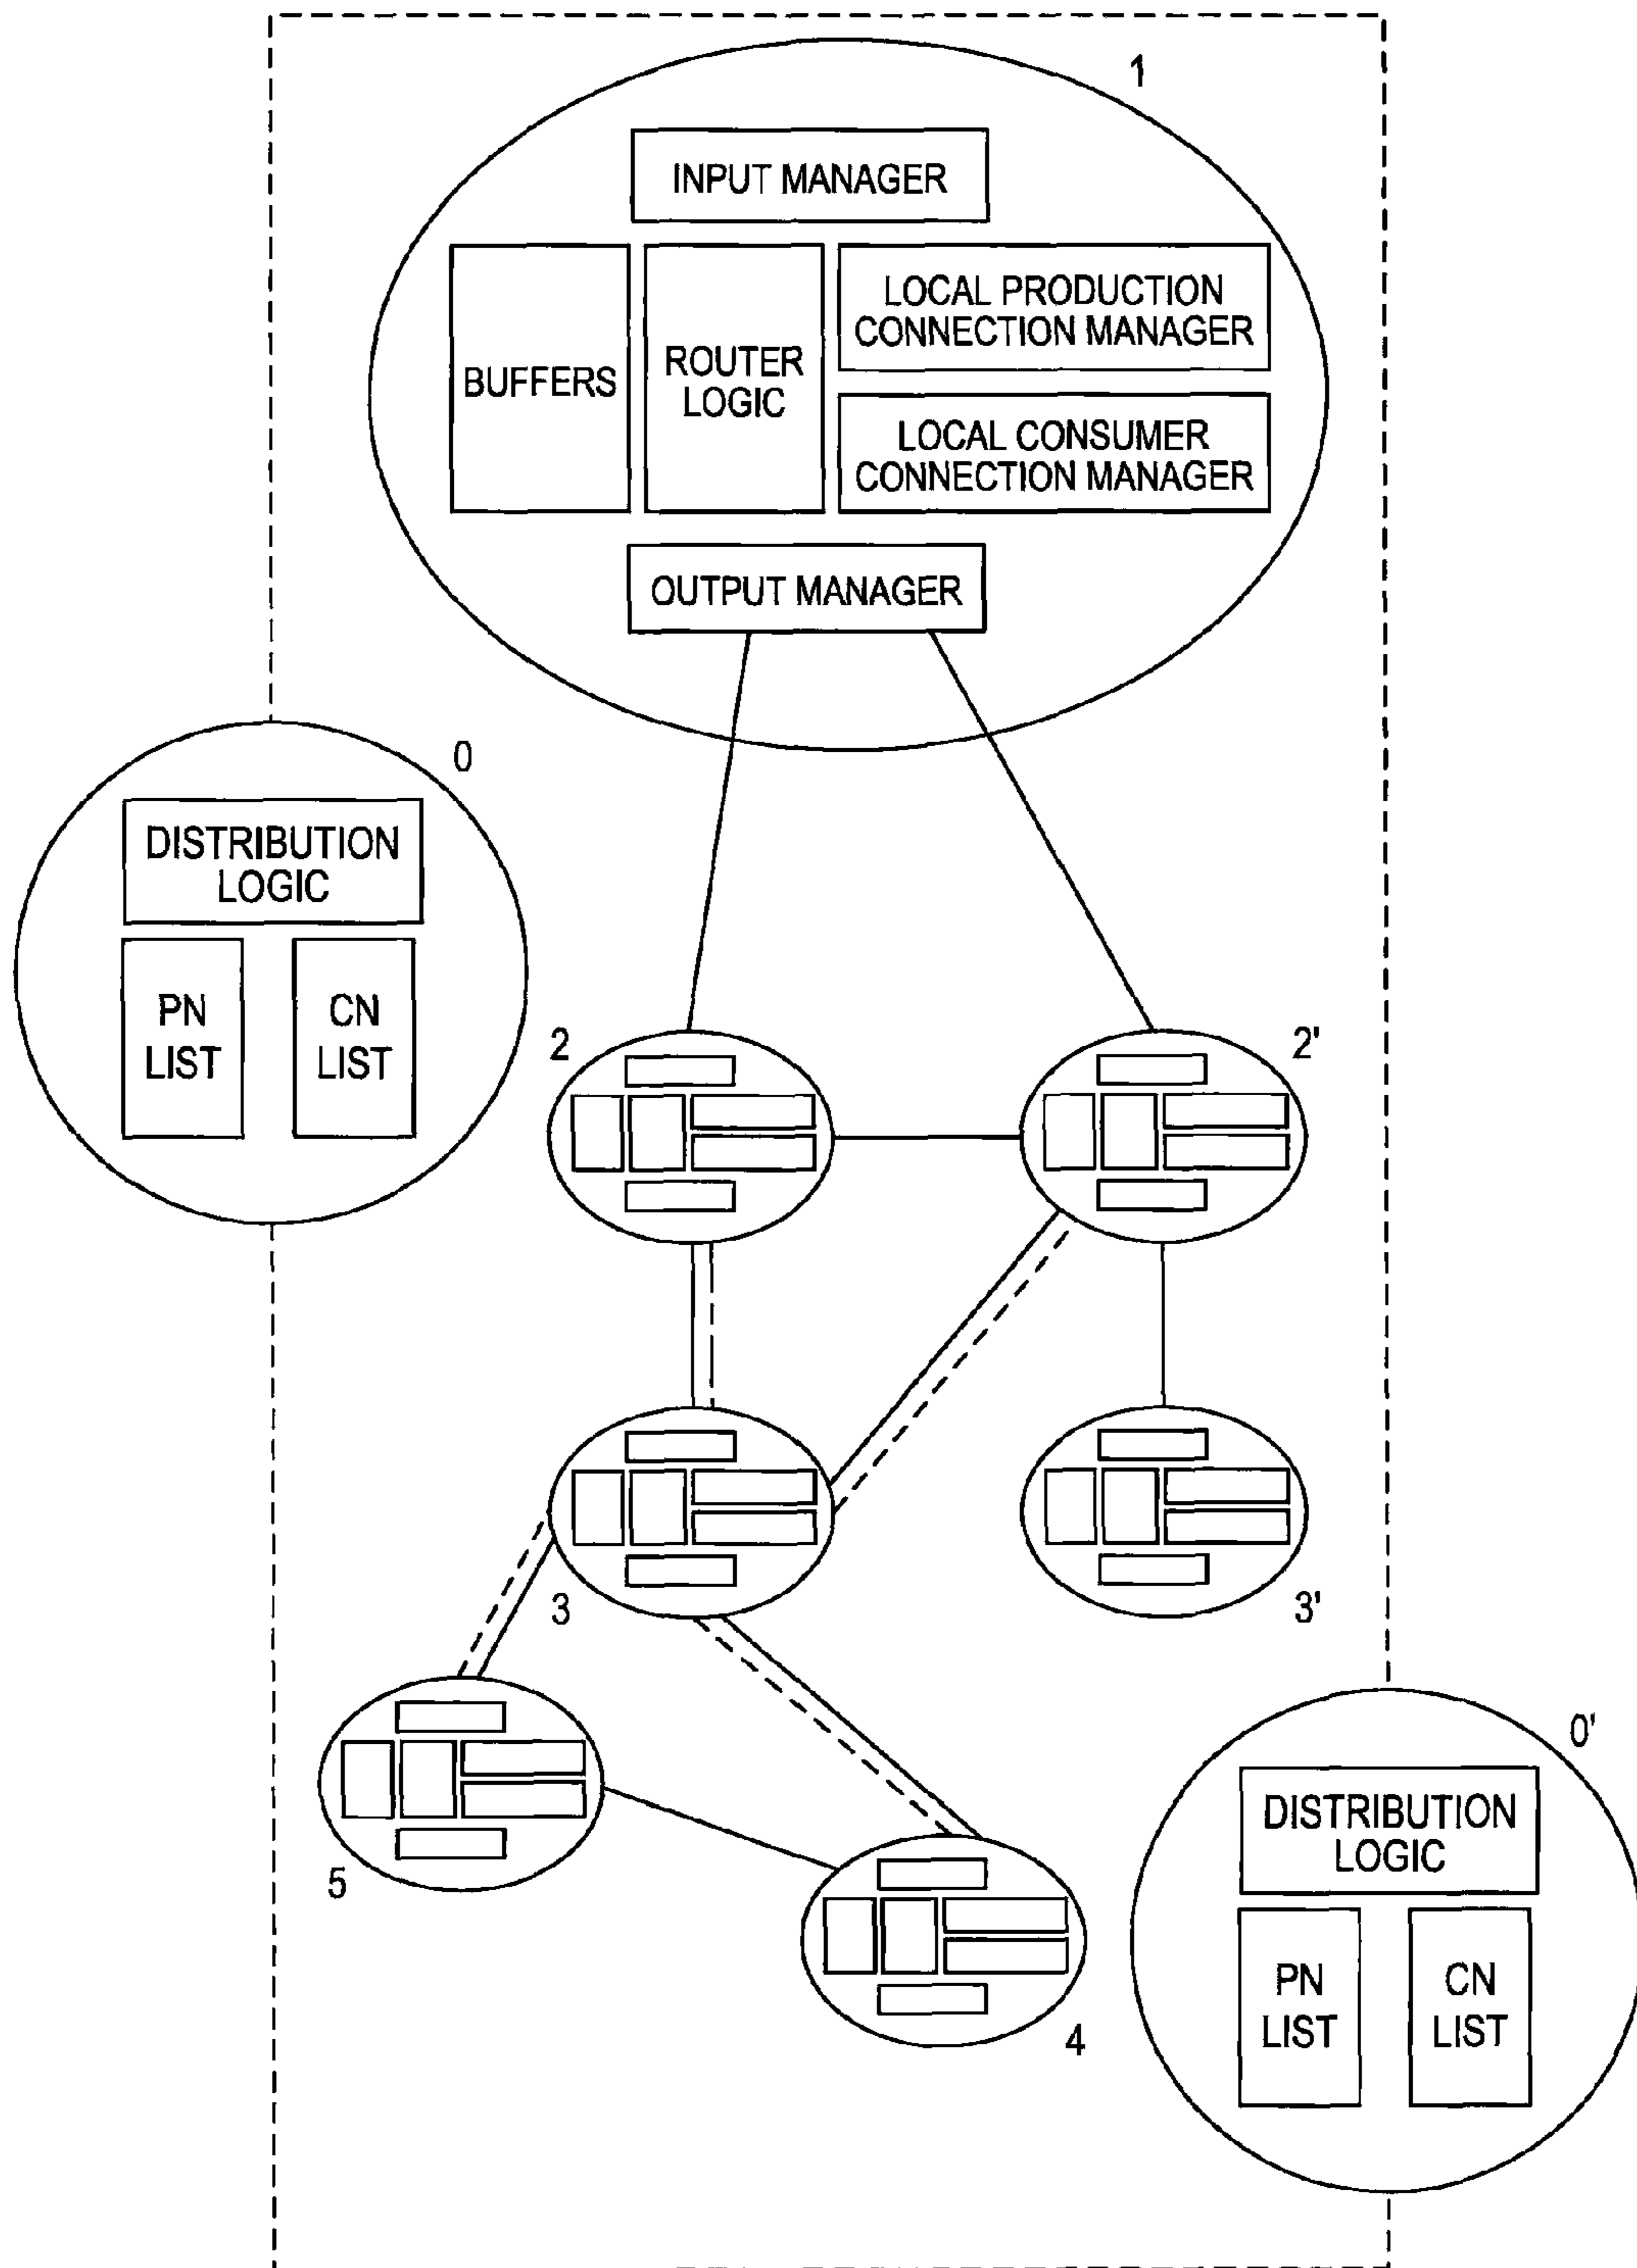 1
INPUT MANAGER
BUFFERS
ROUTER
LOGIC
LOCAL PRODUCTION
CONNECTION MANAGER
LOCAL CONSUMER
CONNECTION MANAGER
OUTPUT MANAGER
0
DISTRIBUTION
LOGIC
PN
LIST
CN
LIST
2
2'
3
3'
5
4
0'
DISTRIBUTION
LOGIC
PN
LIST
CN
LIST